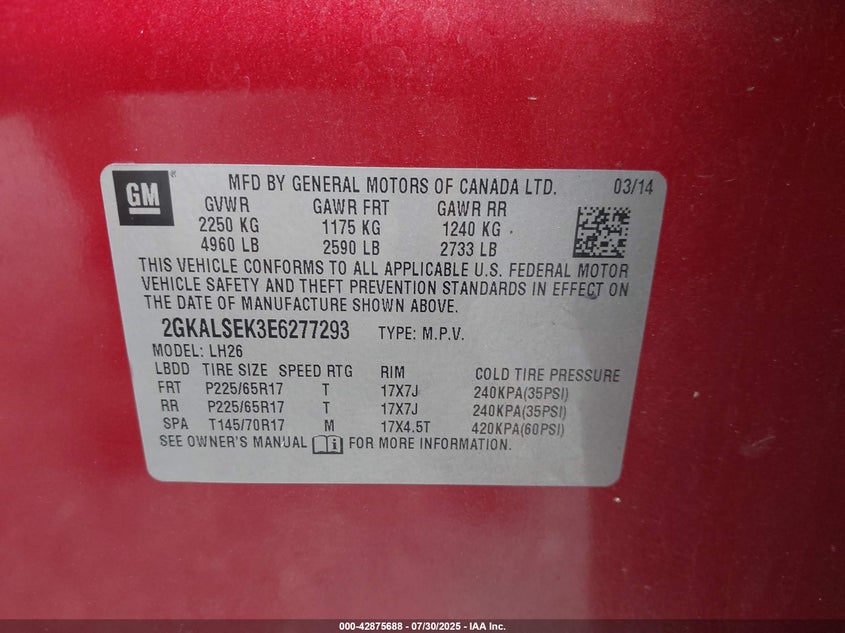 GM
MFD BY GENERAL MOTORS OF CANADA LTD. 03/14
GVWR GAWR FRT GAWR RR
2250 KG 1175 KG 1240 KG
4960 LB 2590 LB 2733 LB
THIS VEHICLE CONFORMS TO ALL APPLICABLE U.S. FEDERAL MOTOR
VEHICLE SAFETY AND THEFT PREVENTION STANDARDS IN EFFECT ON
THE DATE OF MANUFACTURE SHOWN ABOVE.
2GKALSEK3E6277293 TYPE: M.P.V.
MODEL: LH26
LBDD TIRE SIZE SPEED RTG RIM COLD TIRE PRESSURE
FRT P225/65R17 T 17X7J 240KPA(35PSI)
RR P225/65R17 T 17X7J 240KPA(35PSI)
SPA T145/70R17 M 17X4.5T 420KPA(60PSI)
SEE OWNER'S MANUAL FOR MORE INFORMATION.
000-42875688 - 07/30/2025 - IAA Inc.